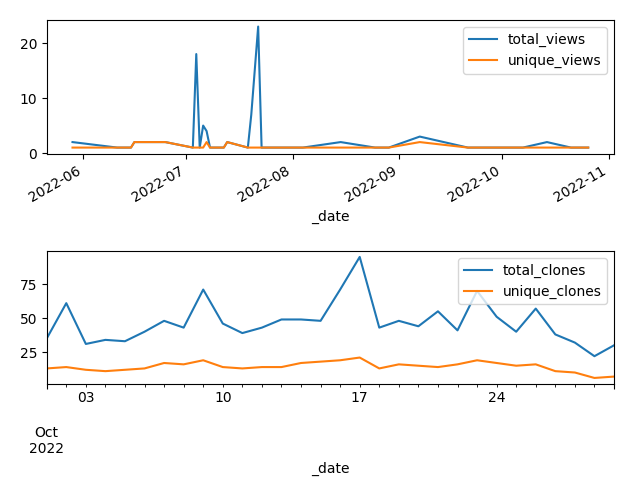 total_views
unique_views
20
10
0
2022-06
2022-07
2022-08
2022-09
2022-10
2022-11
_date
total_clones
unique_clones
75
50
25
03
10
17
24
Oct
2022
_date